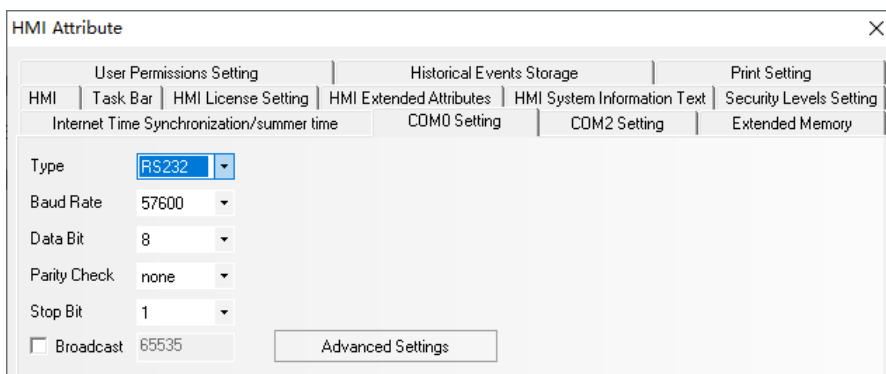 HMI Attribute
User Permissions Setting Historical Events Storage Print Setting
HMI Task Bar HMI License Setting HMI Extended Attributes HMI System Information Text Security Levels Setting
Internet Time Synchronization/summer time COM0 Setting COM2 Setting Extended Memory
Type RS232
Baud Rate 57600
Data Bit 8
Parity Check none
Stop Bit 1
Broadcast 65535 Advanced Settings